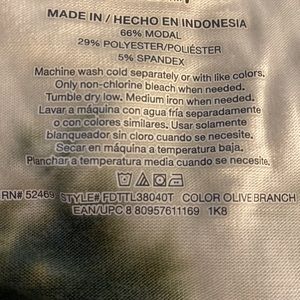 MADE IN / HECHO EN INDONESIA
66% MODAL
29% POLYESTER/POLIÉSTER
5% SPANDEX
Machine wash cold separately or with like colors.
Only non-chlorine bleach when needed.
Tumble dry low. Medium iron when needed.
Lavar a máquina con agua fría separadamente
o con colores similares. Usar solamente
blanqueador sin cloro cuando se necesite.
Secar en máquina a temperatura baja.
Planchar a temperatura media cuando se necesite.
RN# 52469 STYLE# FDTTL38040T COLOR OLIVE BRANCH
EAN/UPC 8 80957611169 1K8